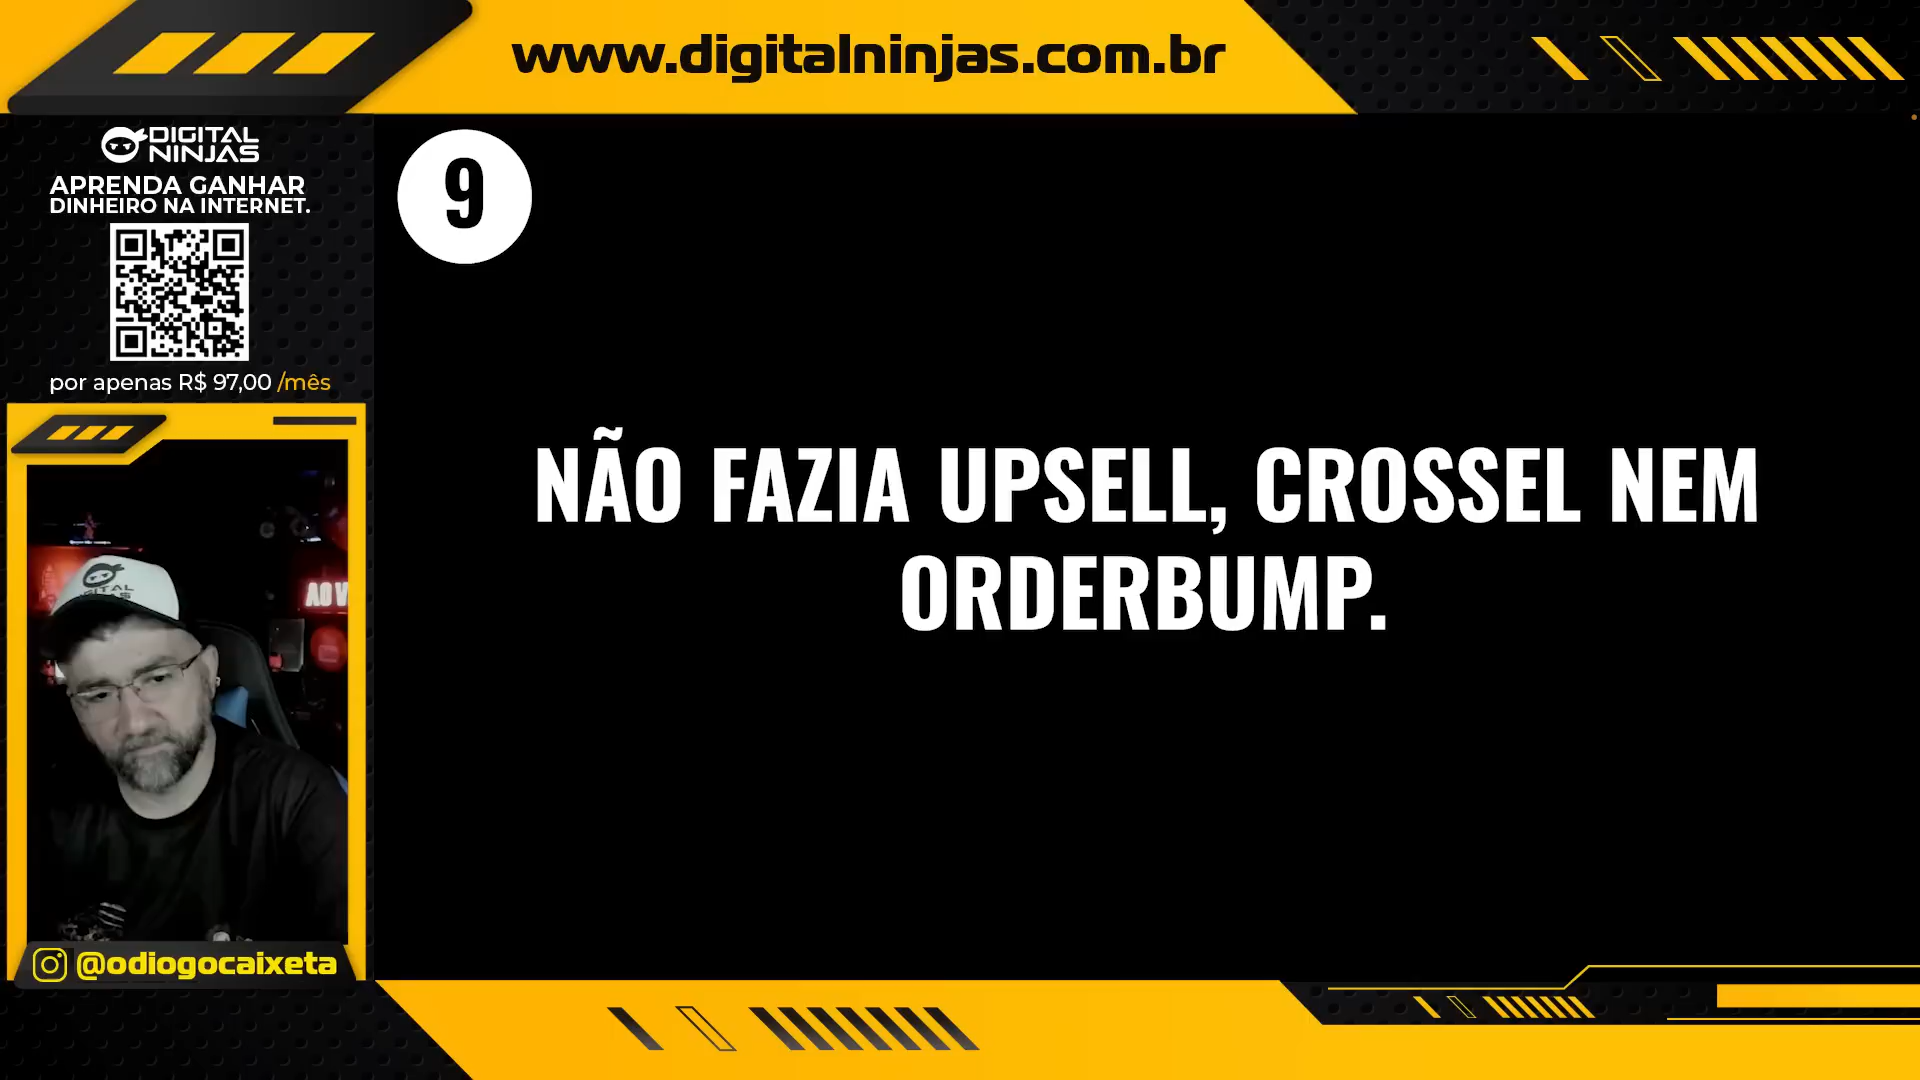 www.digitalninjas.com.br
DIGITAL
NINJAS
APRENDA GANHAR
DINHEIRO NA INTERNET.
por apenas R$ 97,00 /mês
9
NÃO FAZIA UPSELL, CROSSEL NEM
ORDERBUMP.
AO V
@odiogocaixeta